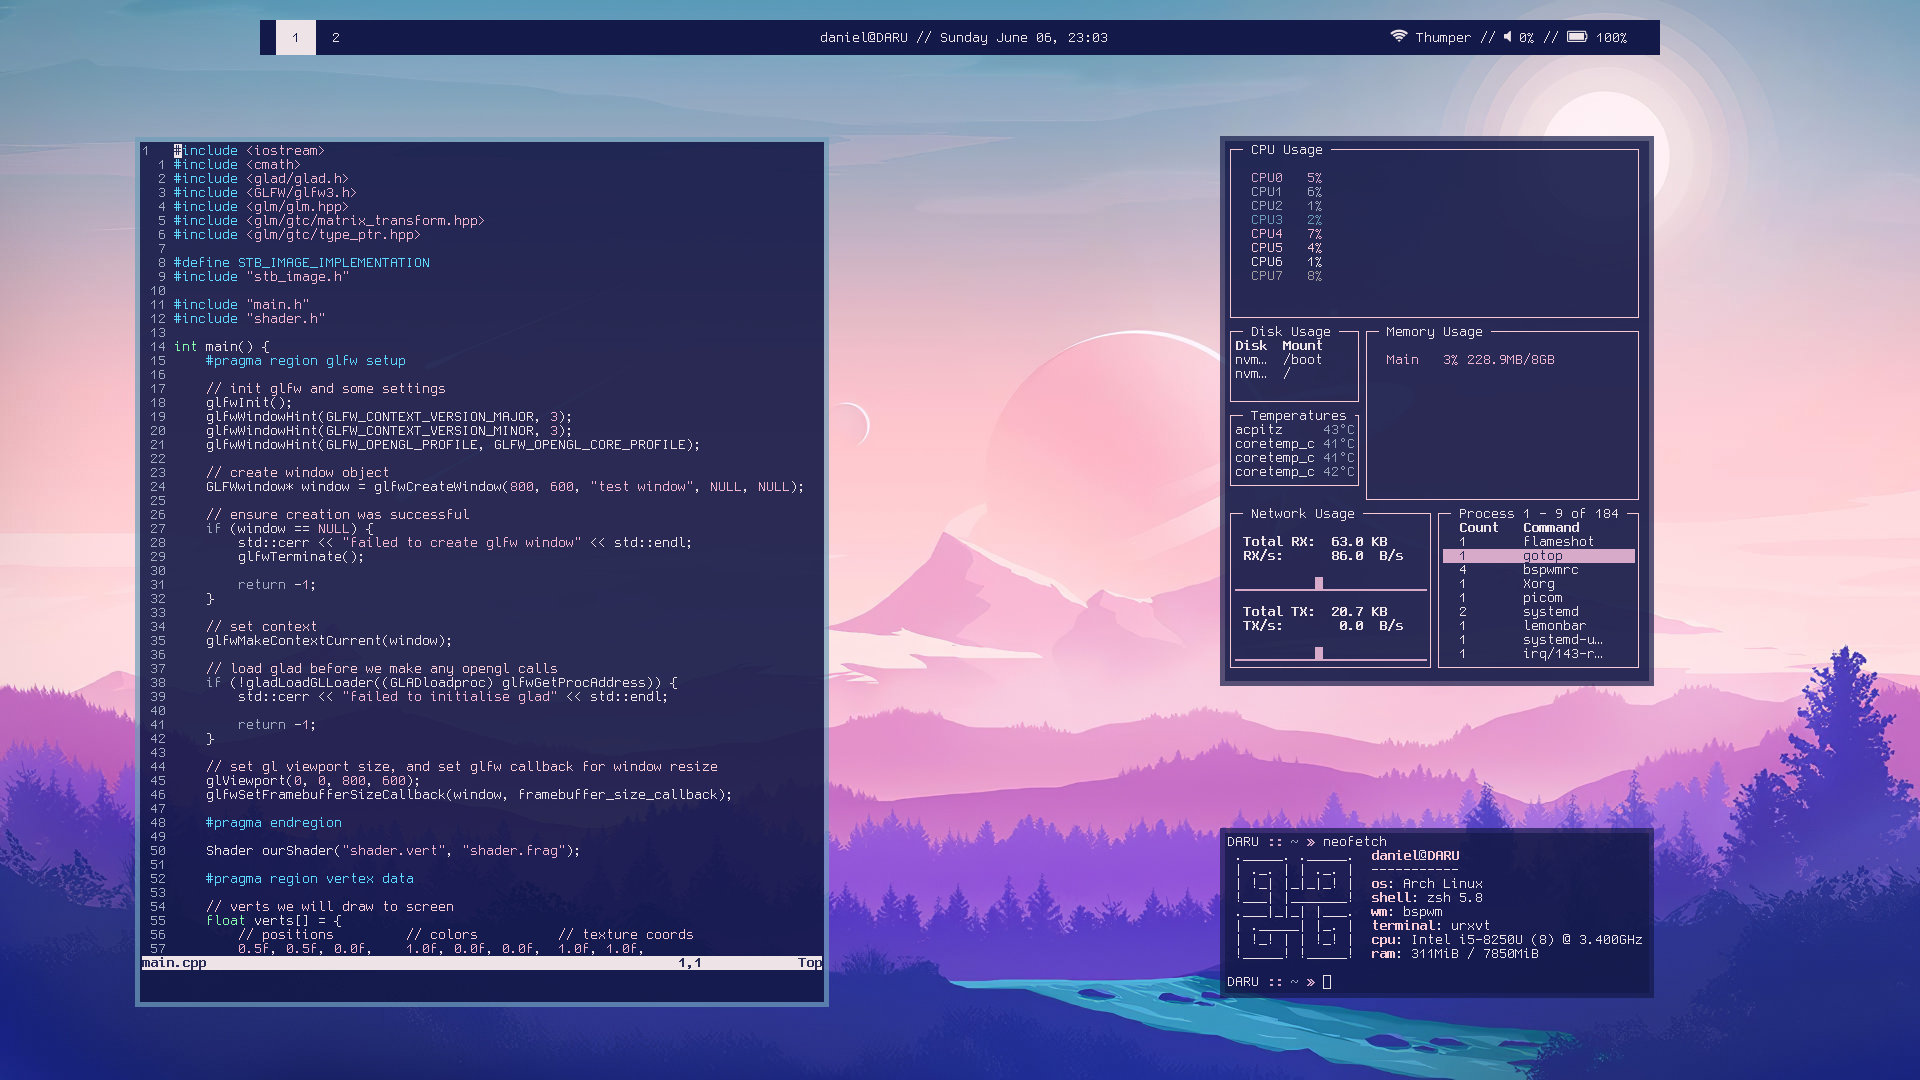 1 2 daniel@DARU // Sunday June 06, 23:03 Thumper // 0% // 100%
1 #include <iostream>
1 #include <cmath>
2 #include <glad/glad.h>
3 #include <GLFW/glfw3.h>
4 #include <glm/glm.hpp>
5 #include <glm/gtc/matrix_transform.hpp>
6 #include <glm/gtc/type_ptr.hpp>
7
8 #define STB_IMAGE_IMPLEMENTATION
9 #include "stb_image.h"
10
11 #include "main.h"
12 #include "shader.h"
13
14 int main() {
15 #pragma region glfw setup
16
17 // init glfw and some settings
18 glfwInit();
19 glfwWindowHint(GLFW_CONTEXT_VERSION_MAJOR, 3);
20 glfwWindowHint(GLFW_CONTEXT_VERSION_MINOR, 3);
21 glfwWindowHint(GLFW_OPENGL_PROFILE, GLFW_OPENGL_CORE_PROFILE);
22
23 // create window object
24 GLFWwindow* window = glfwCreateWindow(800, 600, "test window", NULL, NULL);
25
26 // ensure creation was successful
27 if (window == NULL) {
28 std::cerr << "failed to create glfw window" << std::endl;
29 glfwTerminate();
30
31 return -1;
32 }
33
34 // set context
35 glfwMakeContextCurrent(window);
36
37 // load glad before we make any opengl calls
38 if (!gladLoadGLLoader((GLADloadproc) glfwGetProcAddress)) {
39 std::cerr << "failed to initialise glad" << std::endl;
40
41 return -1;
42 }
43
44 // set gl viewport size, and set glfw callback for window resize
45 glViewport(0, 0, 800, 600);
46 glfwSetFramebufferSizeCallback(window, framebuffer_size_callback);
47
48 #pragma endregion
49
50 Shader ourShader("shader.vert", "shader.frag");
51
52 #pragma region vertex data
53
54 // verts we will draw to screen
55 float verts[] = {
56 // positions // colors // texture coords
57 0.5f, 0.5f, 0.0f, 1.0f, 0.0f, 0.0f, 1.0f, 1.0f,
main.cpp 1,1 Top
CPU Usage
CPU0 5%
CPU1 6%
CPU2 1%
CPU3 2%
CPU4 7%
CPU5 4%
CPU6 1%
CPU7 8%
Disk Usage
Disk Mount
nvm… /boot
nvm… /
Memory Usage
Main 3% 228.9MB/8GB
Temperatures
acpitz 43°C
coretemp_c 41°C
coretemp_c 41°C
coretemp_c 42°C
Network Usage
Total RX: 63.0 KB
RX/s: 86.0 B/s
Total TX: 20.7 KB
TX/s: 0.0 B/s
Process 1 - 9 of 184
Count Command
1 flameshot
1 gotop
4 bspwmrc
1 Xorg
1 picom
2 systemd
1 lemonbar
1 systemd-u…
1 irq/143-r…
DARU :: ~ » neofetch
daniel@DARU
-----------
os: Arch Linux
shell: zsh 5.8
wm: bspwm
terminal: urxvt
cpu: Intel i5-8250U (8) @ 3.400GHz
ram: 311MiB / 7850MiB
DARU :: ~ »